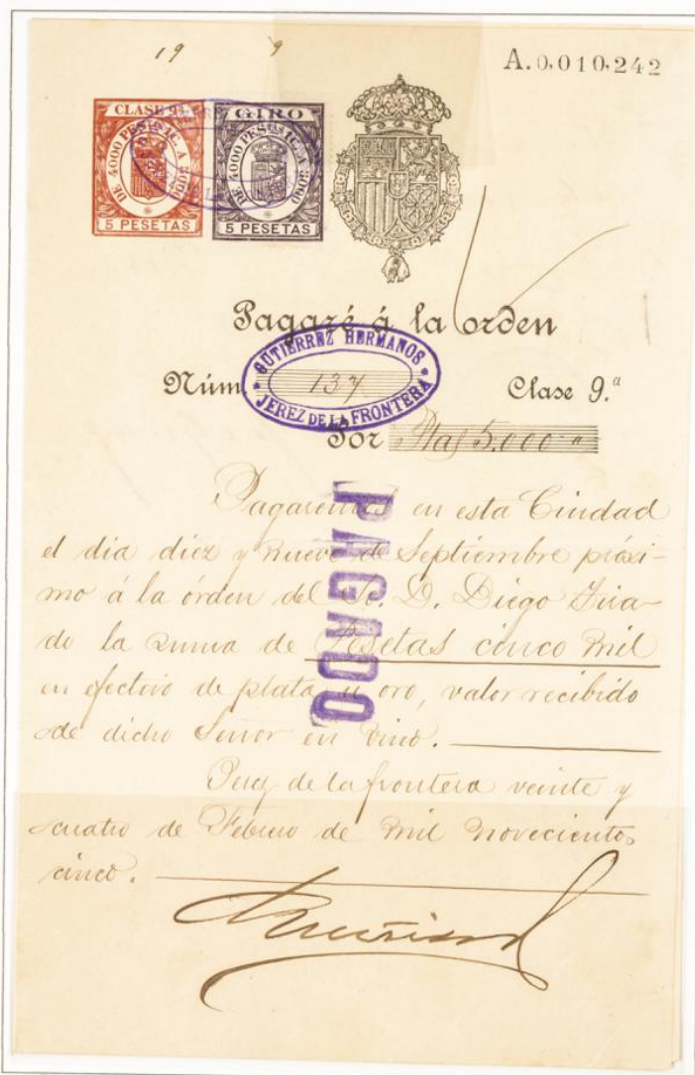 19 9
A.0,010,242
CLASE 9ª
DE 4000 PESIC. A 5000
5 PESETAS
GIRO
DE 4000 PESIC. A 5000
5 PESETAS
Pagaré á la orden
GUTIERREZ HERMANOS
Núm 137 Clase 9.ª
JEREZ DE LA FRONTERA
Por Ptas 5.000
Pagaremos en esta Ciudad
el dia diez y nueve de Septiembre próxi-
mo á la órden del Sr. D. Diego
do la suma de Pesetas cinco mil
en efectivo de plata u oro, valor recibido
de dicho Señor en vino.
PAGADO
Jerez de la frontera veinte y
cuatro de Febrero de mil novecientos
cinco.